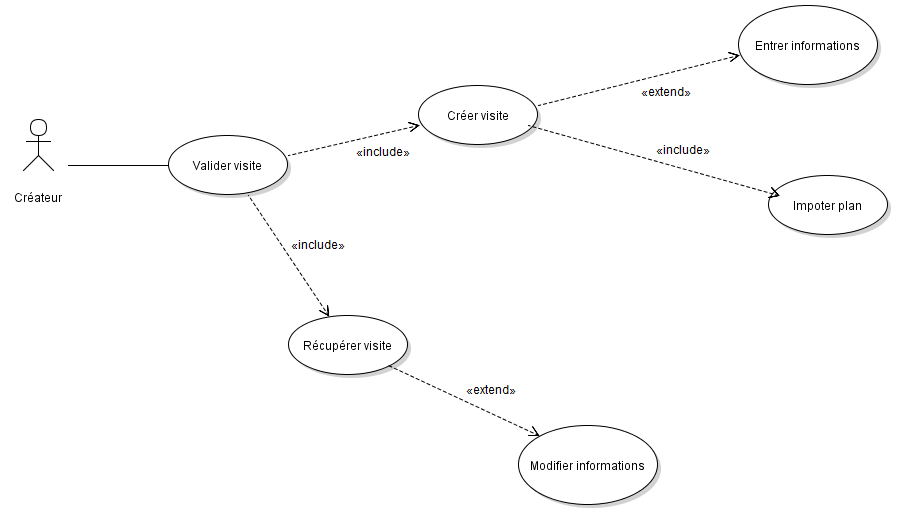 Entrer informations
«extend»
Créer visite
«include»
«include»
Valider visite
Créateur
Impoter plan
«include»
Récupérer visite
«extend»
Modifier informations